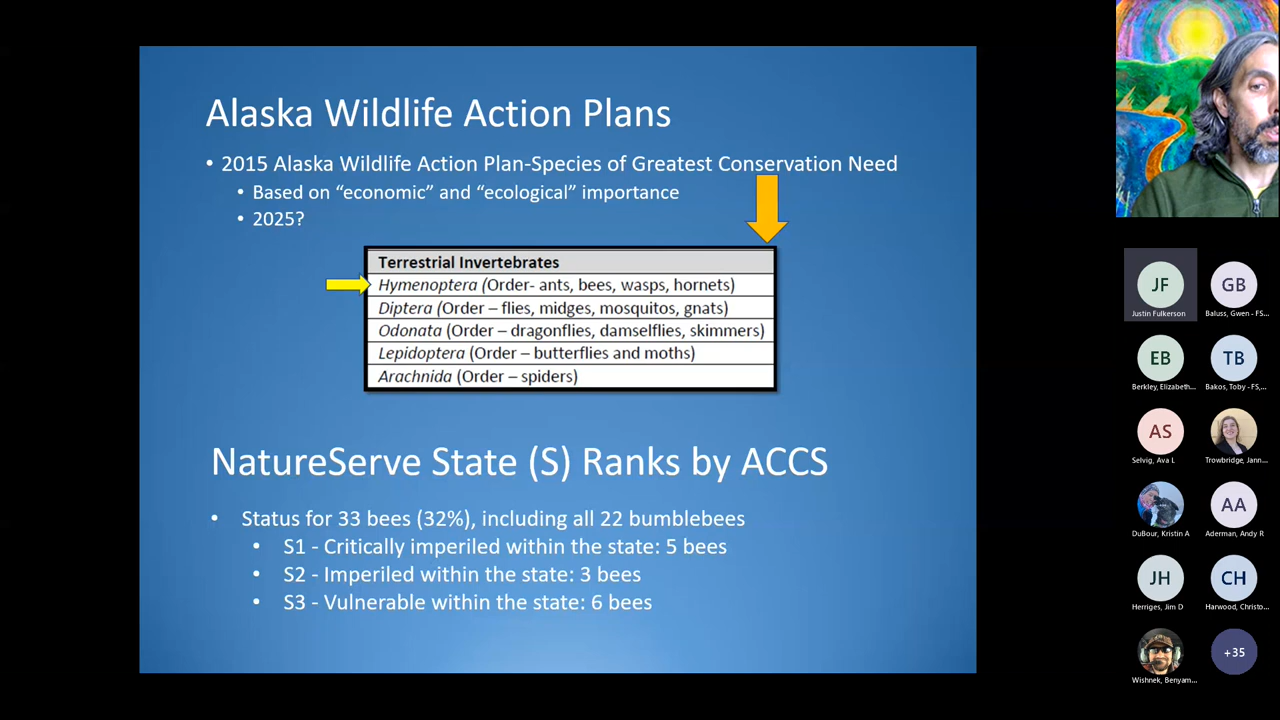 Alaska Wildlife Action Plans
• 2015 Alaska Wildlife Action Plan-Species of Greatest Conservation Need
• Based on “economic” and “ecological” importance
• 2025?
Terrestrial Invertebrates
Hymenoptera (Order- ants, bees, wasps, hornets)
Diptera (Order – flies, midges, mosquitos, gnats)
Odonata (Order – dragonflies, damselflies, skimmers)
Lepidoptera (Order – butterflies and moths)
Arachnida (Order – spiders)
NatureServe State (S) Ranks by ACCS
• Status for 33 bees (32%), including all 22 bumblebees
• S1 - Critically imperiled within the state: 5 bees
• S2 - Imperiled within the state: 3 bees
• S3 - Vulnerable within the state: 6 bees
JF
Justin Fulkerson
GB
Baluss, Gwen - FS...
EB
Berkley, Elizabeth...
TB
Bakos, Toby - FS,...
AS
Selvig, Ava L
Trowbridge, Jann...
DuBour, Kristin A
AA
Aderman, Andy R
JH
Herriges, Jim D
CH
Harwood, Christo...
Wishnek, Benyam...
+35